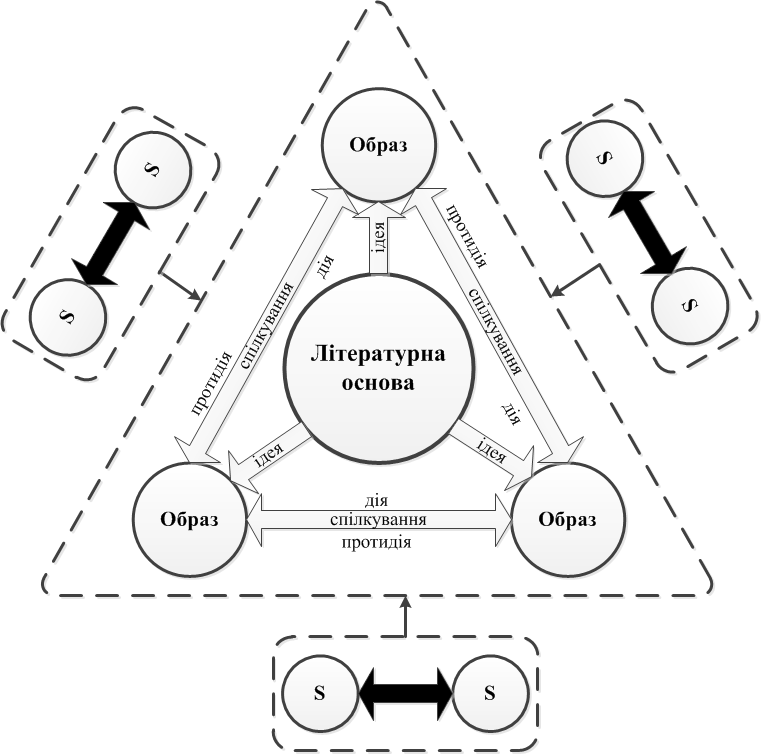 Образ
S
S
S
S
протидія
спілкування
дія
ідея
протидія
спілкування
дія
Літературна
основа
ідея
ідея
Образ
дія
спілкування
протидія
Образ
S
S